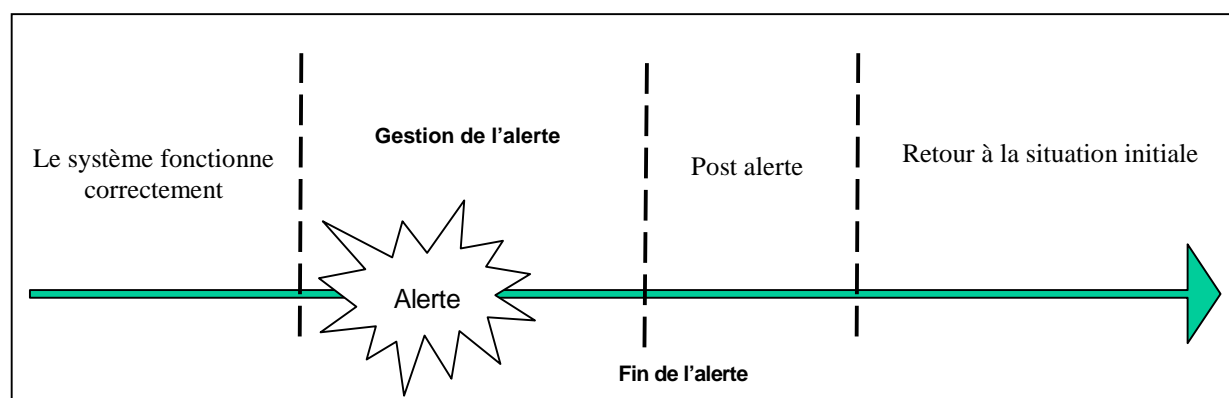 Le système fonctionne
correctement
Gestion de l'alerte
Post alerte
Retour à la situation initiale
Alerte
Fin de l'alerte